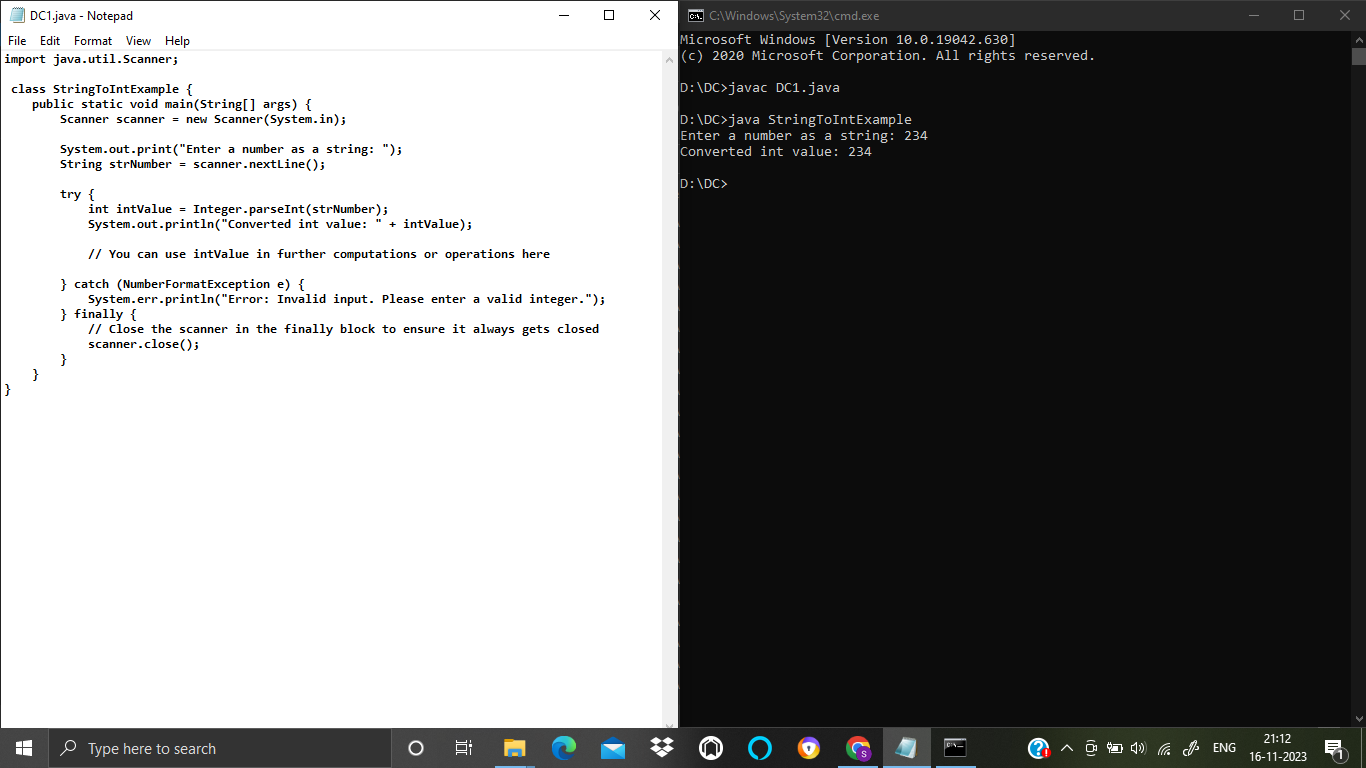 DC1.java - Notepad
File Edit Format View Help
import java.util.Scanner;
class StringToIntExample {
public static void main(String[] args) {
Scanner scanner = new Scanner(System.in);
System.out.print("Enter a number as a string: ");
String strNumber = scanner.nextLine();
try {
int intValue = Integer.parseInt(strNumber);
System.out.println("Converted int value: " + intValue);
// You can use intValue in further computations or operations here
} catch (NumberFormatException e) {
System.err.println("Error: Invalid input. Please enter a valid integer.");
} finally {
// Close the scanner in the finally block to ensure it always gets closed
scanner.close();
}
}
}
C:\Windows\System32\cmd.exe
Microsoft Windows [Version 10.0.19042.630]
(c) 2020 Microsoft Corporation. All rights reserved.
D:\DC>javac DC1.java
D:\DC>java StringToIntExample
Enter a number as a string: 234
Converted int value: 234
D:\DC>
Type here to search
S
ENG
21:12
16-11-2023
1